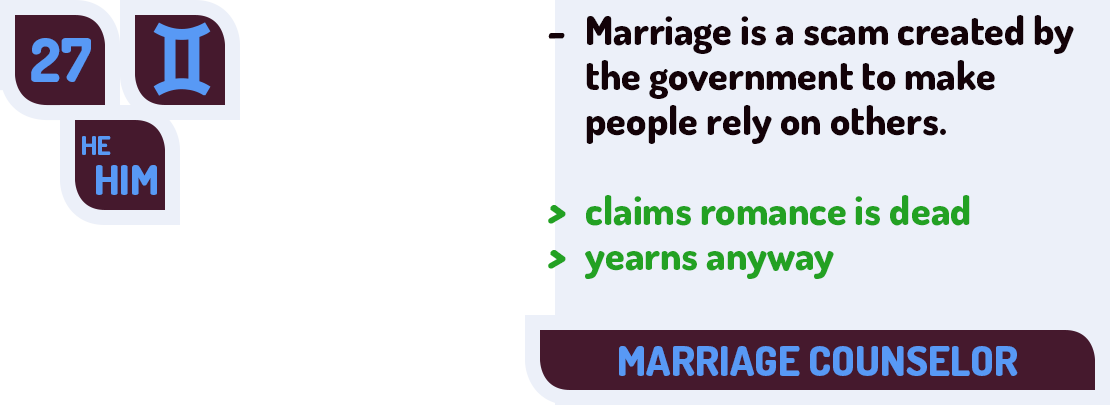 27
♊
HE
HIM
- Marriage is a scam created by
the government to make
people rely on others.
> claims romance is dead
> yearns anyway
MARRIAGE COUNSELOR